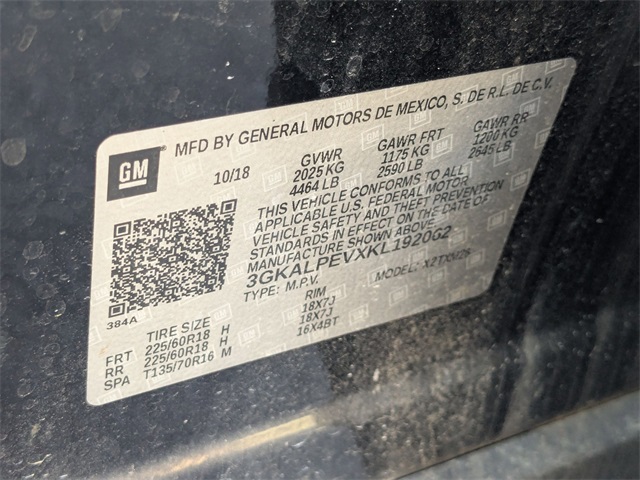 GM MFD BY GENERAL MOTORS DE MEXICO, S. DE R.L. DE C.V.
10/18 GVWR GAWR FRT GAWR RR
2025 KG 1175 KG 1200 KG
4464 LB 2590 LB 2645 LB
THIS VEHICLE CONFORMS TO ALL
APPLICABLE U.S. FEDERAL MOTOR
VEHICLE SAFETY AND THEFT PREVENTION
STANDARDS IN EFFECT ON THE DATE OF
MANUFACTURE SHOWN ABOVE.
3GKALPEVXKL192062
TYPE: M.P.V. MODEL:
384A
TIRE SIZE RIM
FRT 225/60R18 H 18X7J
RR 225/60R18 H 18X7J
SPA T135/70R16 M 16X4BT